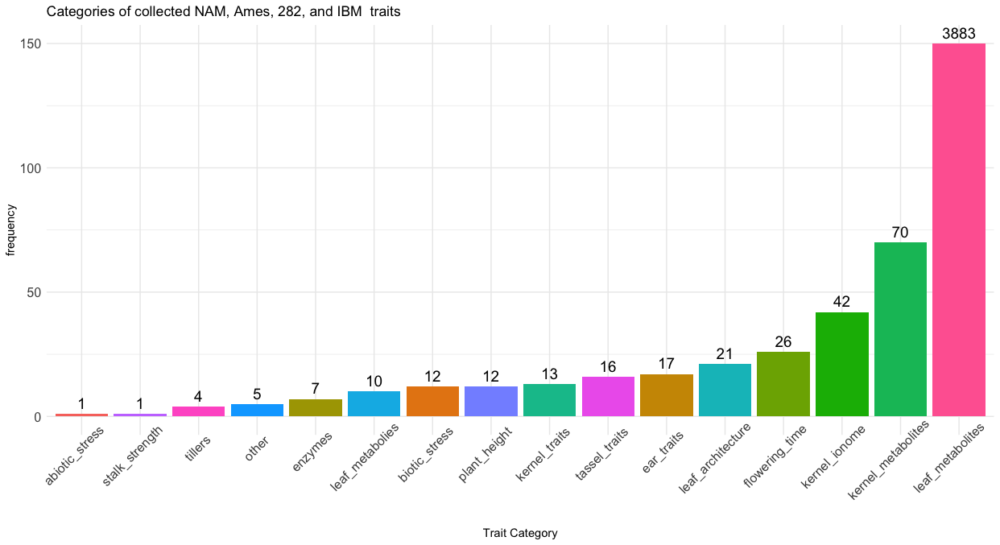 Categories of collected NAM, Ames, 282, and IBM  traits
frequency
150
100
50
0
1
1
4
5
7
10
12
12
13
16
17
21
26
42
70
3883
abiotic_stress
stalk_strength
tillers
other
enzymes
leaf_metabolies
biotic_stress
plant_height
kernel_traits
tassel_traits
ear_traits
leaf_architecture
flowering_time
kernel_ionome
kernel_metabolites
leaf_metabolites
Trait Category